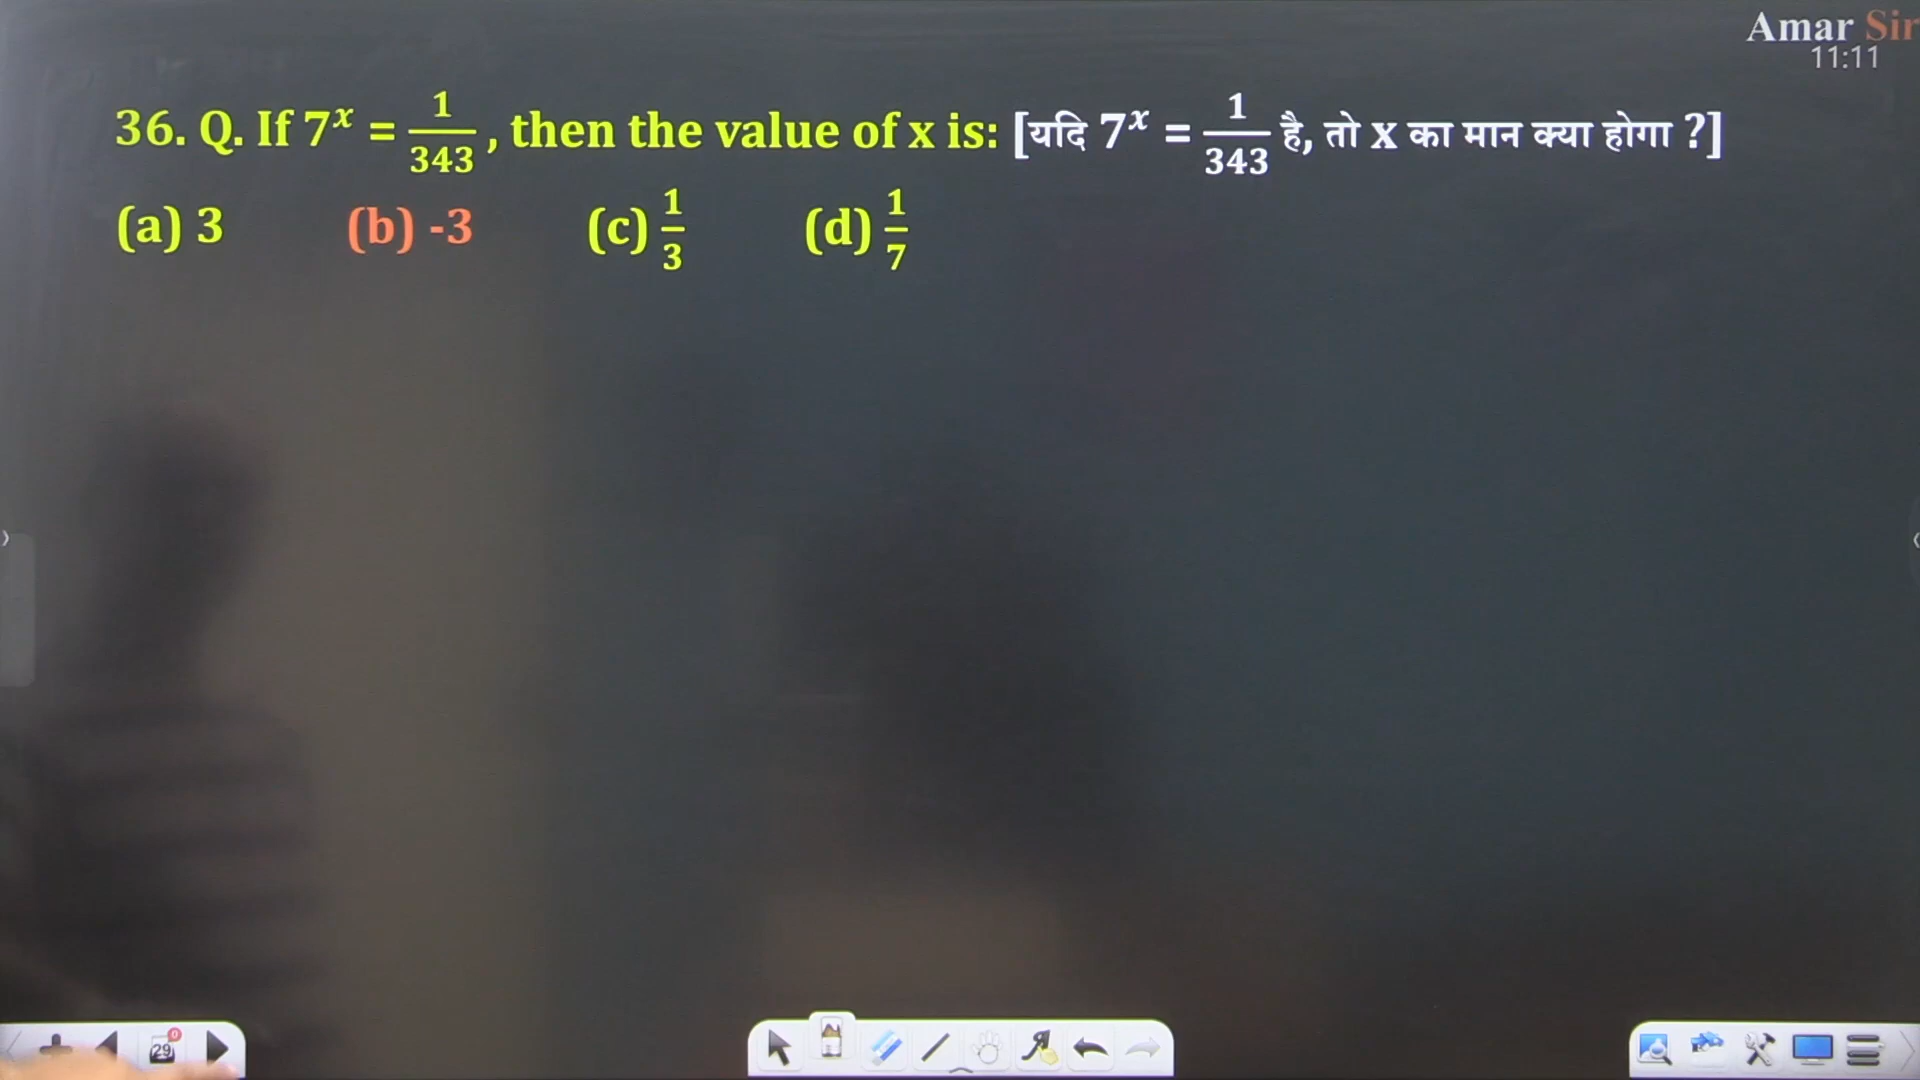 Amar Sir
11:11
36. Q. If 7^x = 1/343, then the value of x is: [यदि 7^x = 1/343 है, तो x का मान क्या होगा ?]
(a) 3 (b) -3 (c) 1/3 (d) 1/7
29
0